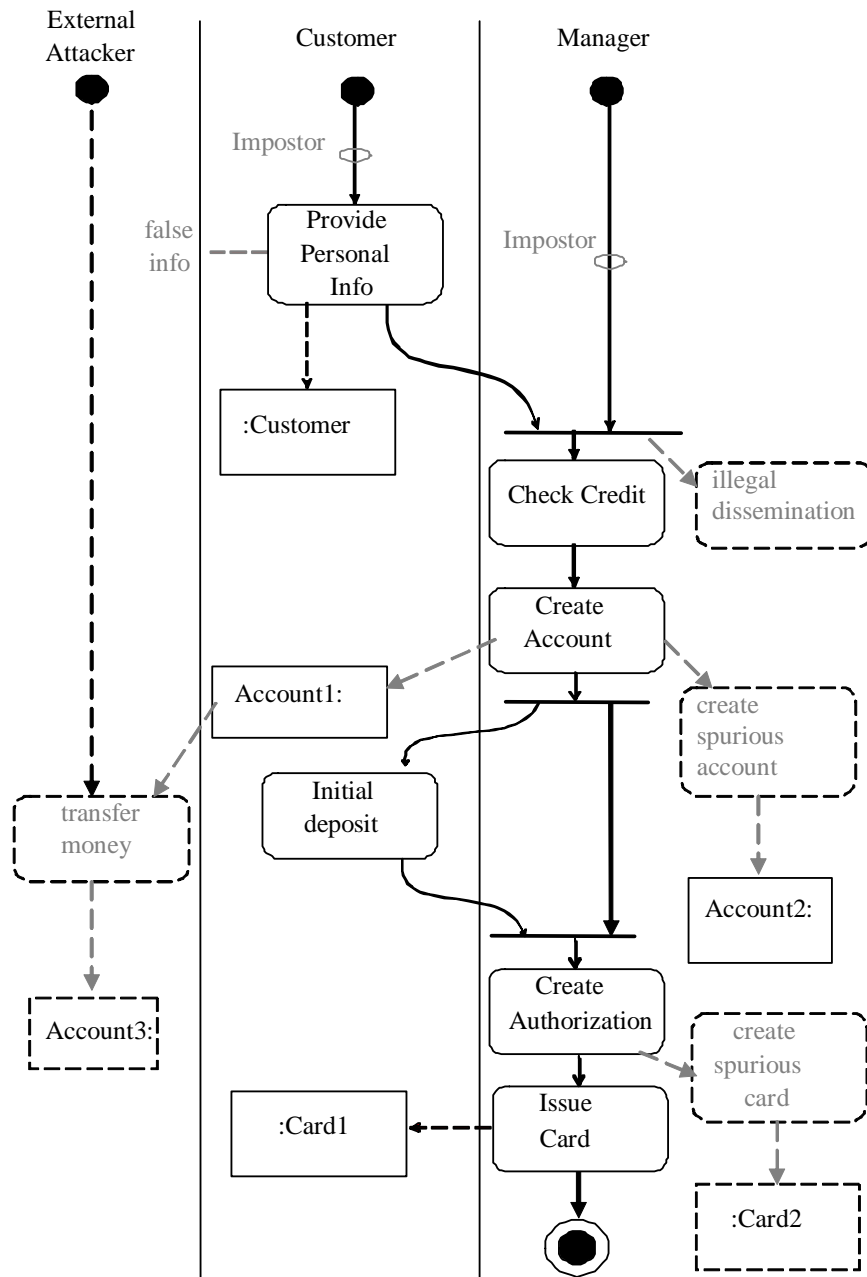 External
Attacker
Customer
Manager
Impostor
Provide
Personal
Info
false
info
Impostor
:Customer
Check Credit
illegal
dissemination
Create
Account
Account1:
create
spurious
account
Initial
deposit
transfer
money
Account2:
Create
Authorization
Account3:
create
spurious
card
Issue
Card
:Card1
:Card2